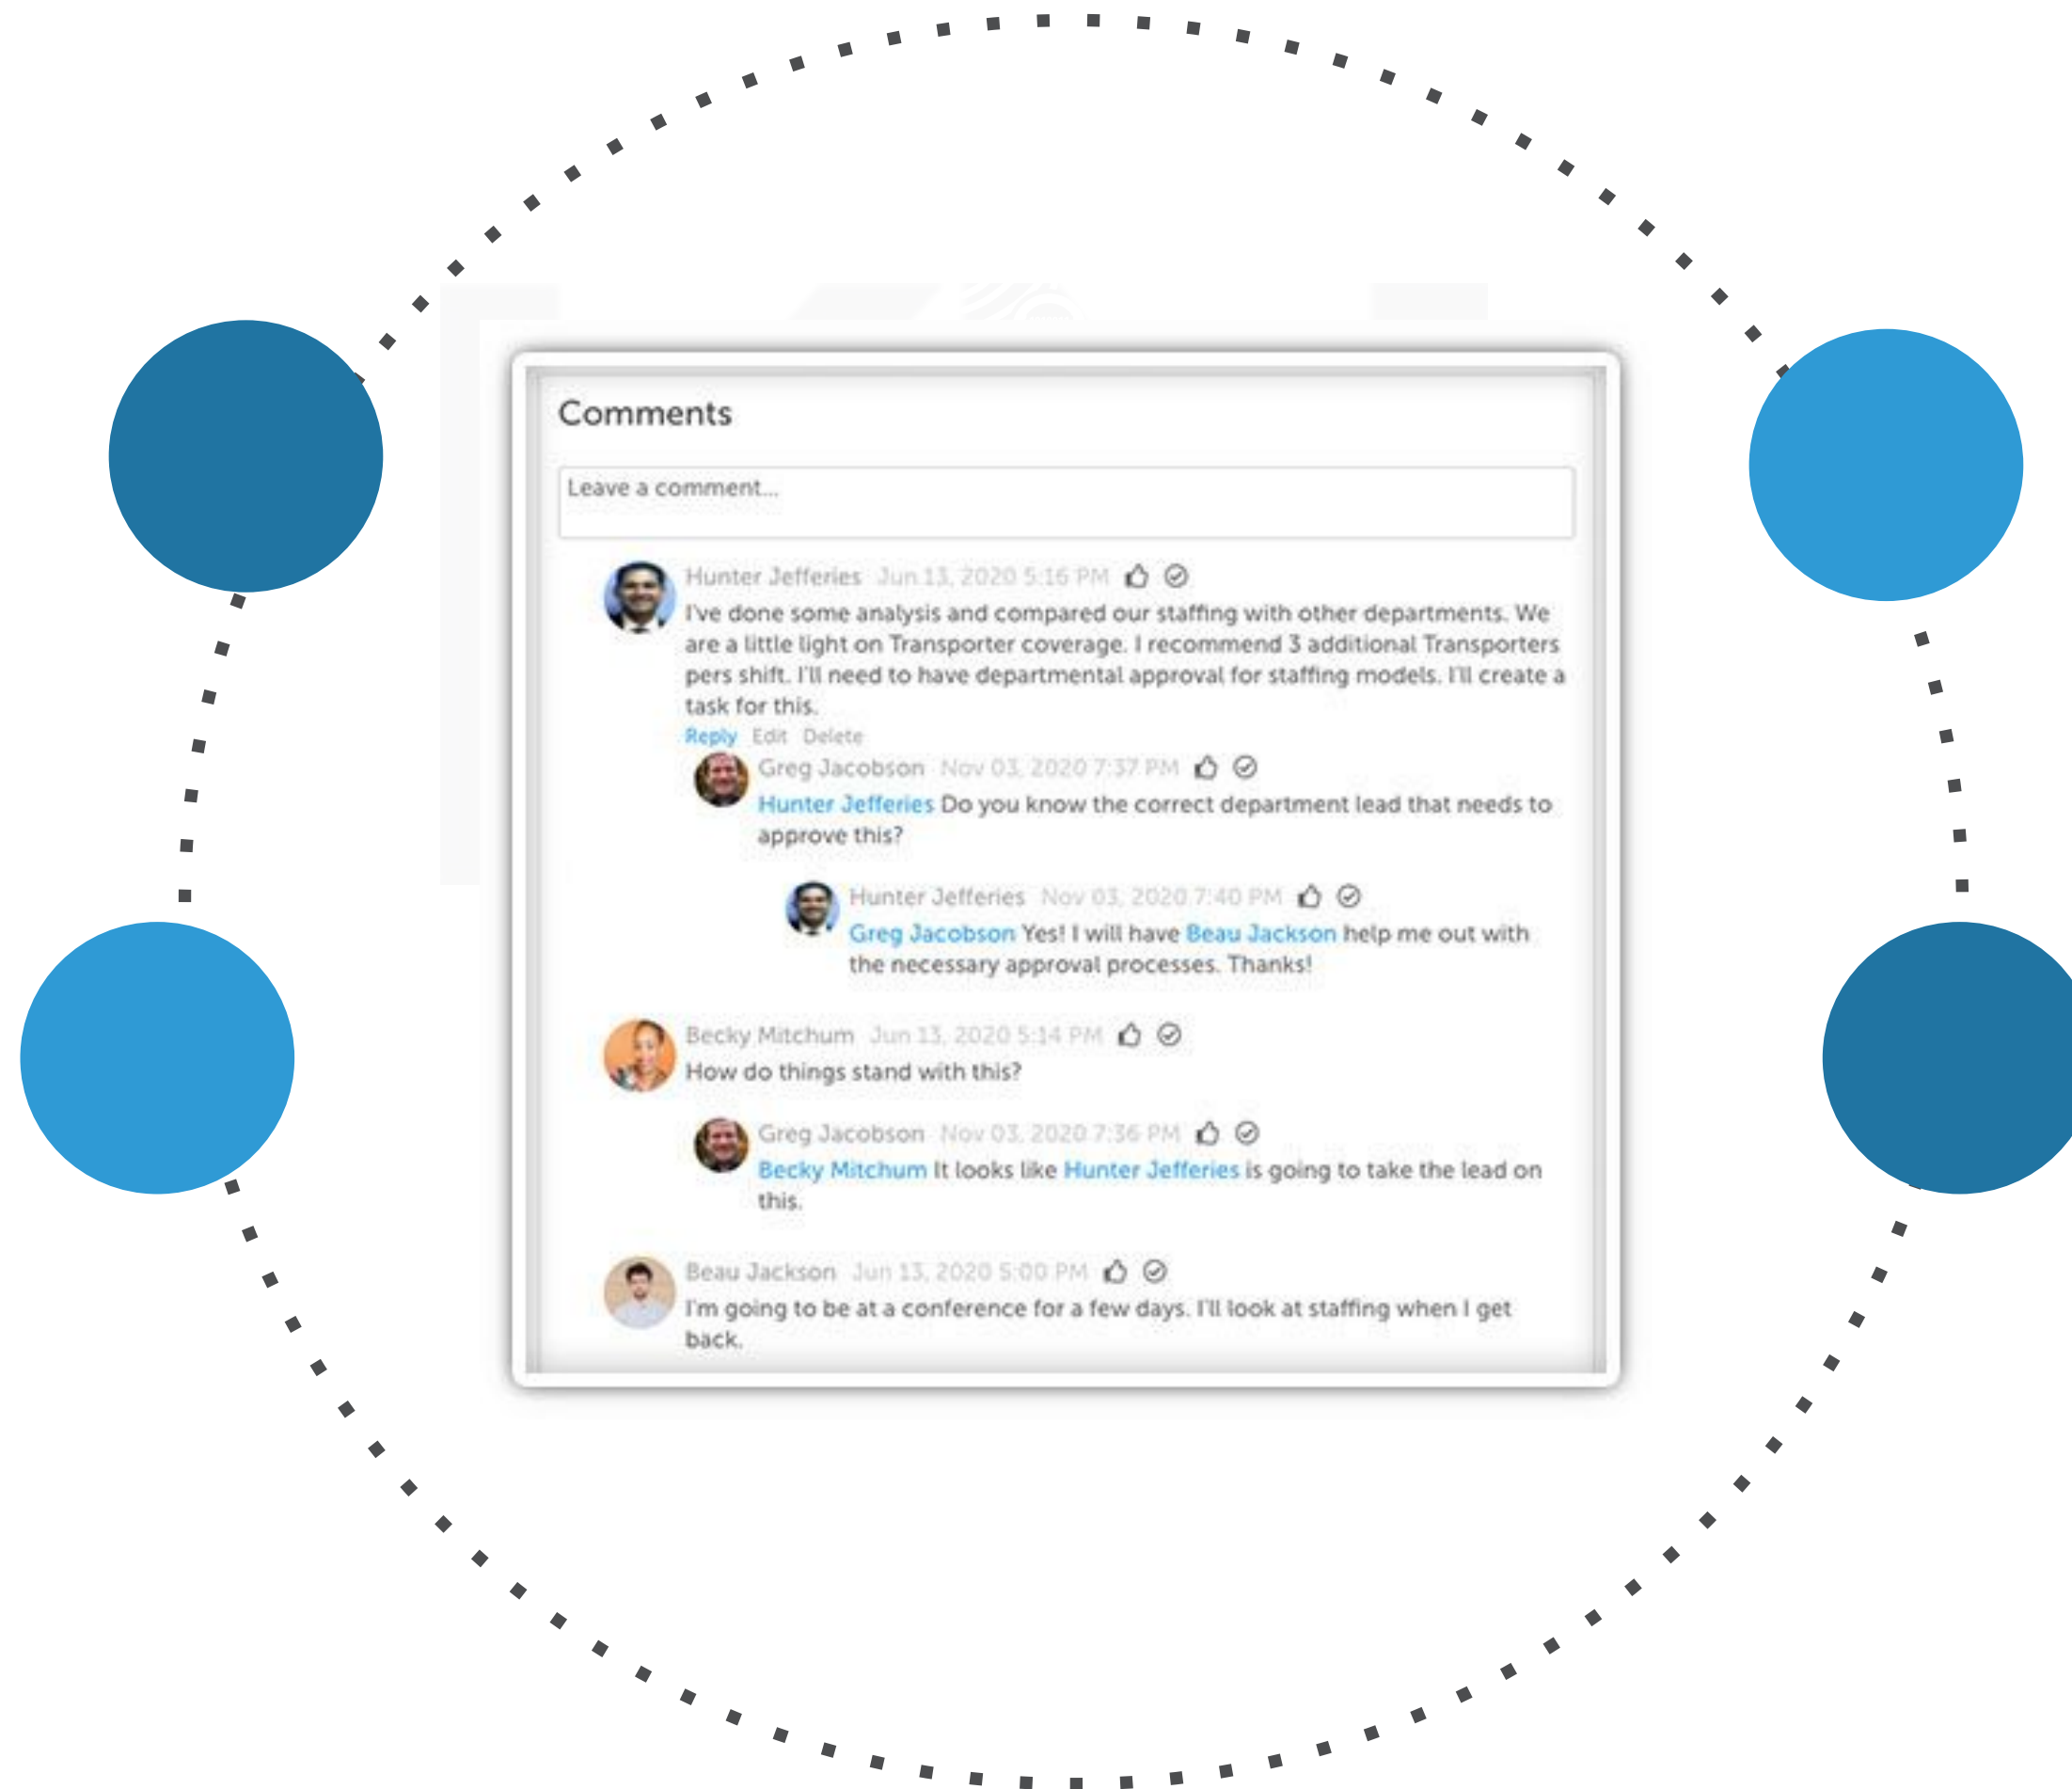 Comments
Leave a comment...
Hunter Jefferies Jun 13, 2020 5:16 PM
I've done some analysis and compared our staffing with other departments. We
are a little light on Transporter coverage. I recommend 3 additional Transporters
pers shift. I'll need to have departmental approval for staffing models. I'll create a
task for this.
Reply Edit Delete
Greg Jacobson Nov 03, 2020 7:37 PM
Hunter Jefferies Do you know the correct department lead that needs to
approve this?
Hunter Jefferies Nov 03, 2020 7:40 PM
Greg Jacobson Yes! I will have Beau Jackson help me out with
the necessary approval processes. Thanks!
Becky Mitchum Jun 13, 2020 5:14 PM
How do things stand with this?
Greg Jacobson Nov 03, 2020 7:36 PM
Becky Mitchum It looks like Hunter Jefferies is going to take the lead on
this.
Beau Jackson Jun 13, 2020 5:00 PM
I'm going to be at a conference for a few days. I'll look at staffing when I get
back.